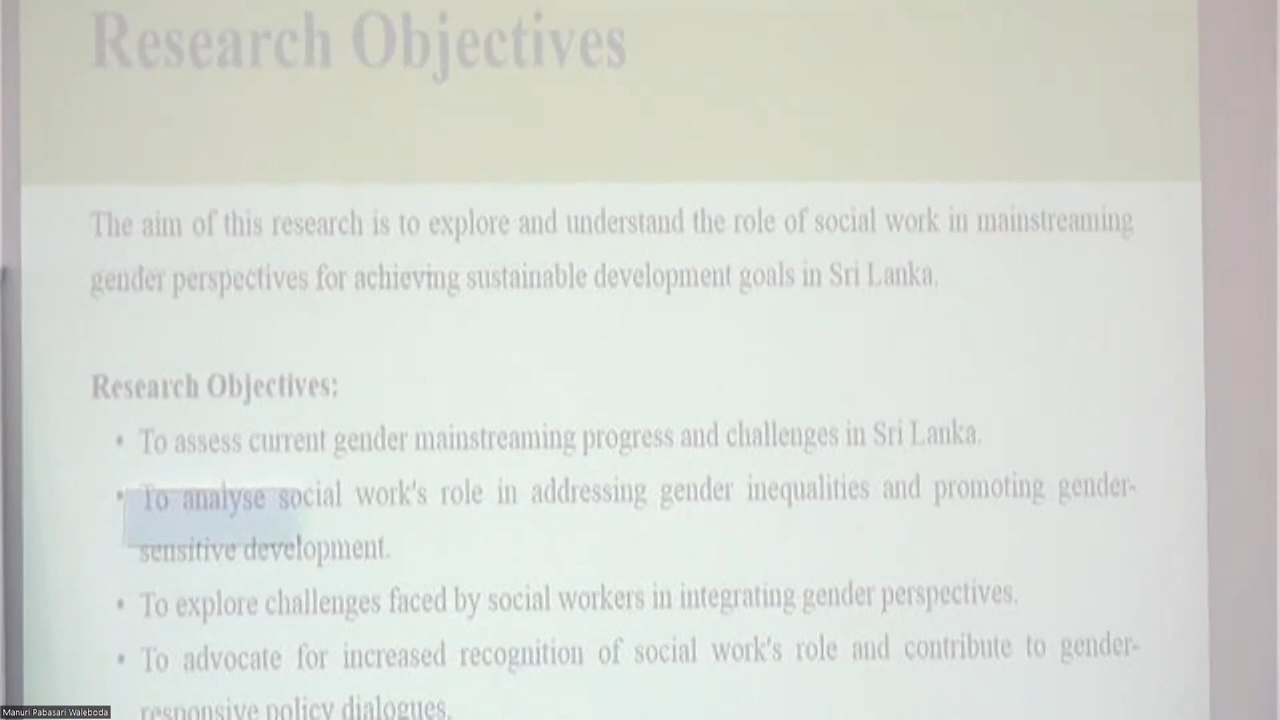 Research Objectives
The aim of this research is to explore and understand the role of social work in mainstreaming
gender perspectives for achieving sustainable development goals in Sri Lanka.
Research Objectives:
• To assess current gender mainstreaming progress and challenges in Sri Lanka.
• To analyse social work's role in addressing gender inequalities and promoting gender-
sensitive development.
• To explore challenges faced by social workers in integrating gender perspectives.
• To advocate for increased recognition of social work's role and contribute to gender-
responsive policy dialogues.
Manuri Pabasari Waleboda